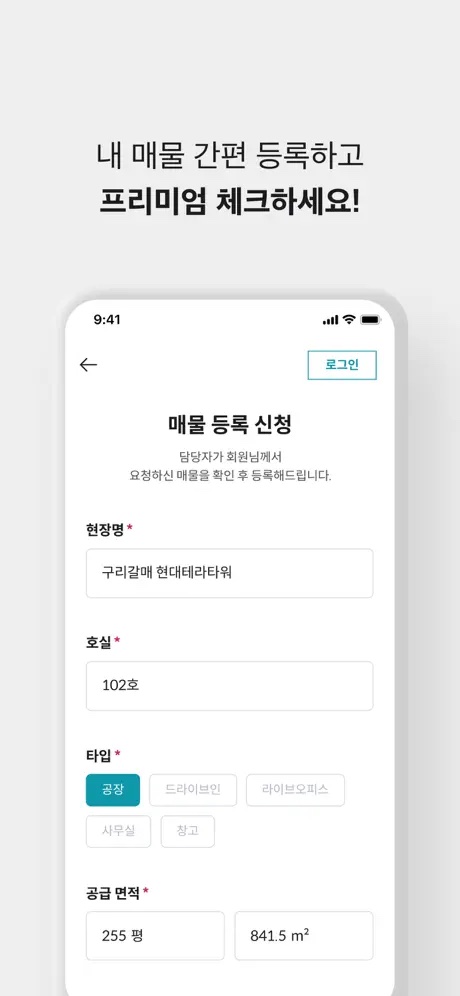 내 매물 간편 등록하고
프리미엄 체크하세요!
9:41
로그인
매물 등록 신청
담당자가 회원님께서
요청하신 매물을 확인 후 등록해드립니다.
현장명 *
구리갈매 현대테라타워
호실 *
102호
타입 *
공장 드라이브인 라이브오피스
사무실 창고
공급 면적 *
255 평 841.5 m²